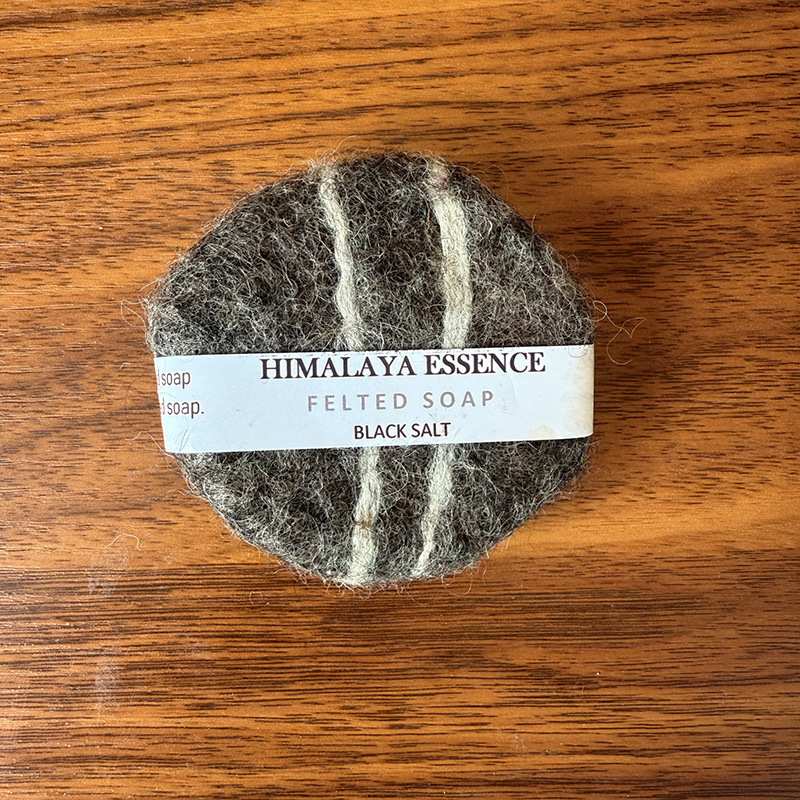 soap
soap.
HIMALAYA ESSENCE
FELTED SOAP
BLACK SALT